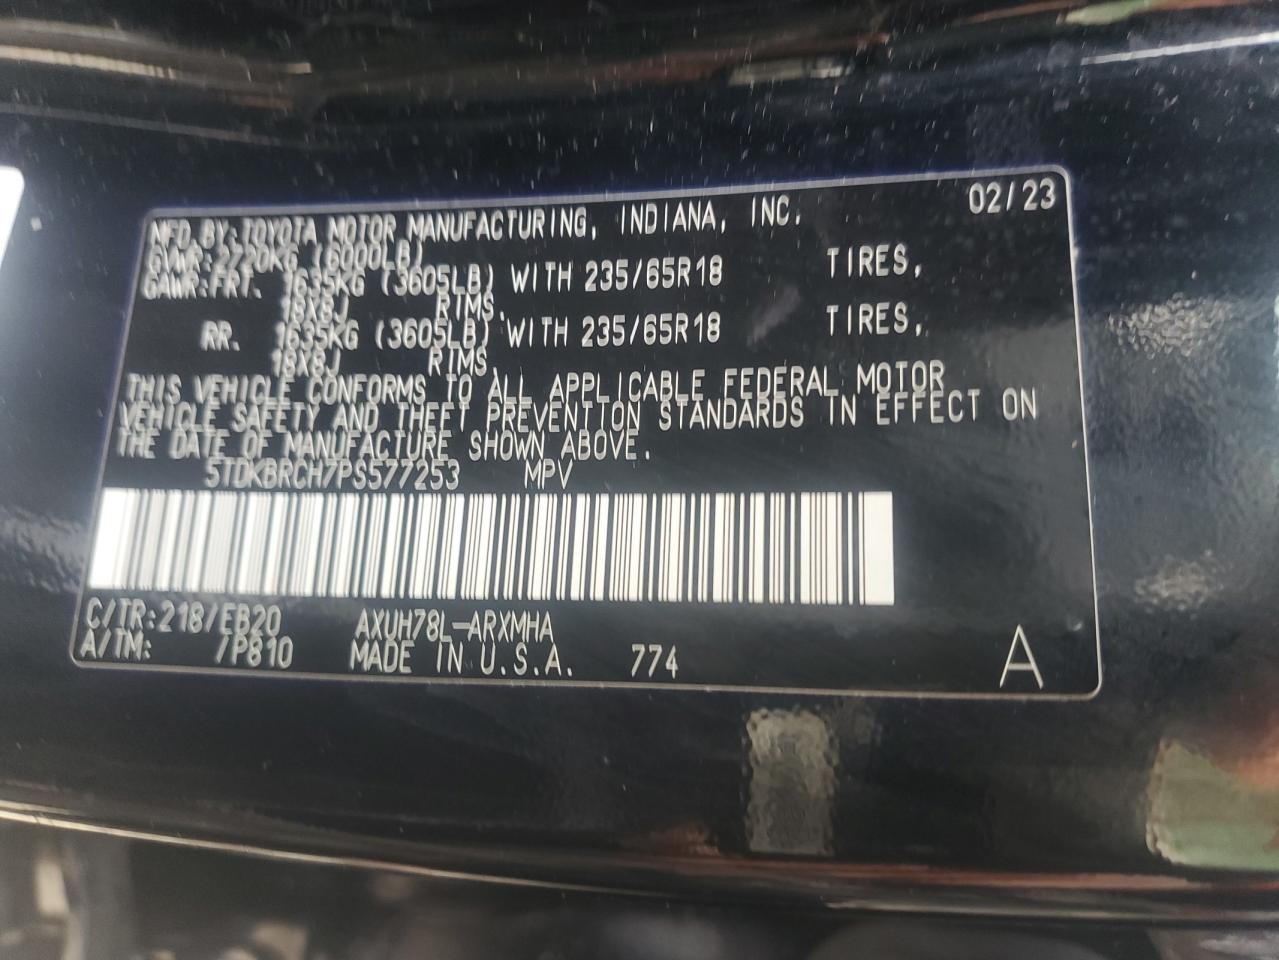 MFD.BY:TOYOTA MOTOR MANUFACTURING, INDIANA, INC. 02/23
GVWR:2720KG (6000LB)
GAWR:FRT. 1635KG (3605LB) WITH 235/65R18 TIRES,
18X8J RIMS.
RR. 1635KG (3605LB) WITH 235/65R18 TIRES,
18X8J RIMS.
THIS VEHICLE CONFORMS TO ALL APPLICABLE FEDERAL MOTOR
VEHICLE SAFETY AND THEFT PREVENTION STANDARDS IN EFFECT ON
THE DATE OF MANUFACTURE SHOWN ABOVE.
5TDKBRCH7PS577253 MPV
C/TR:218/EB20 AXUH78L-ARXMHA
A/TM: /P810 MADE IN U.S.A. 774 A